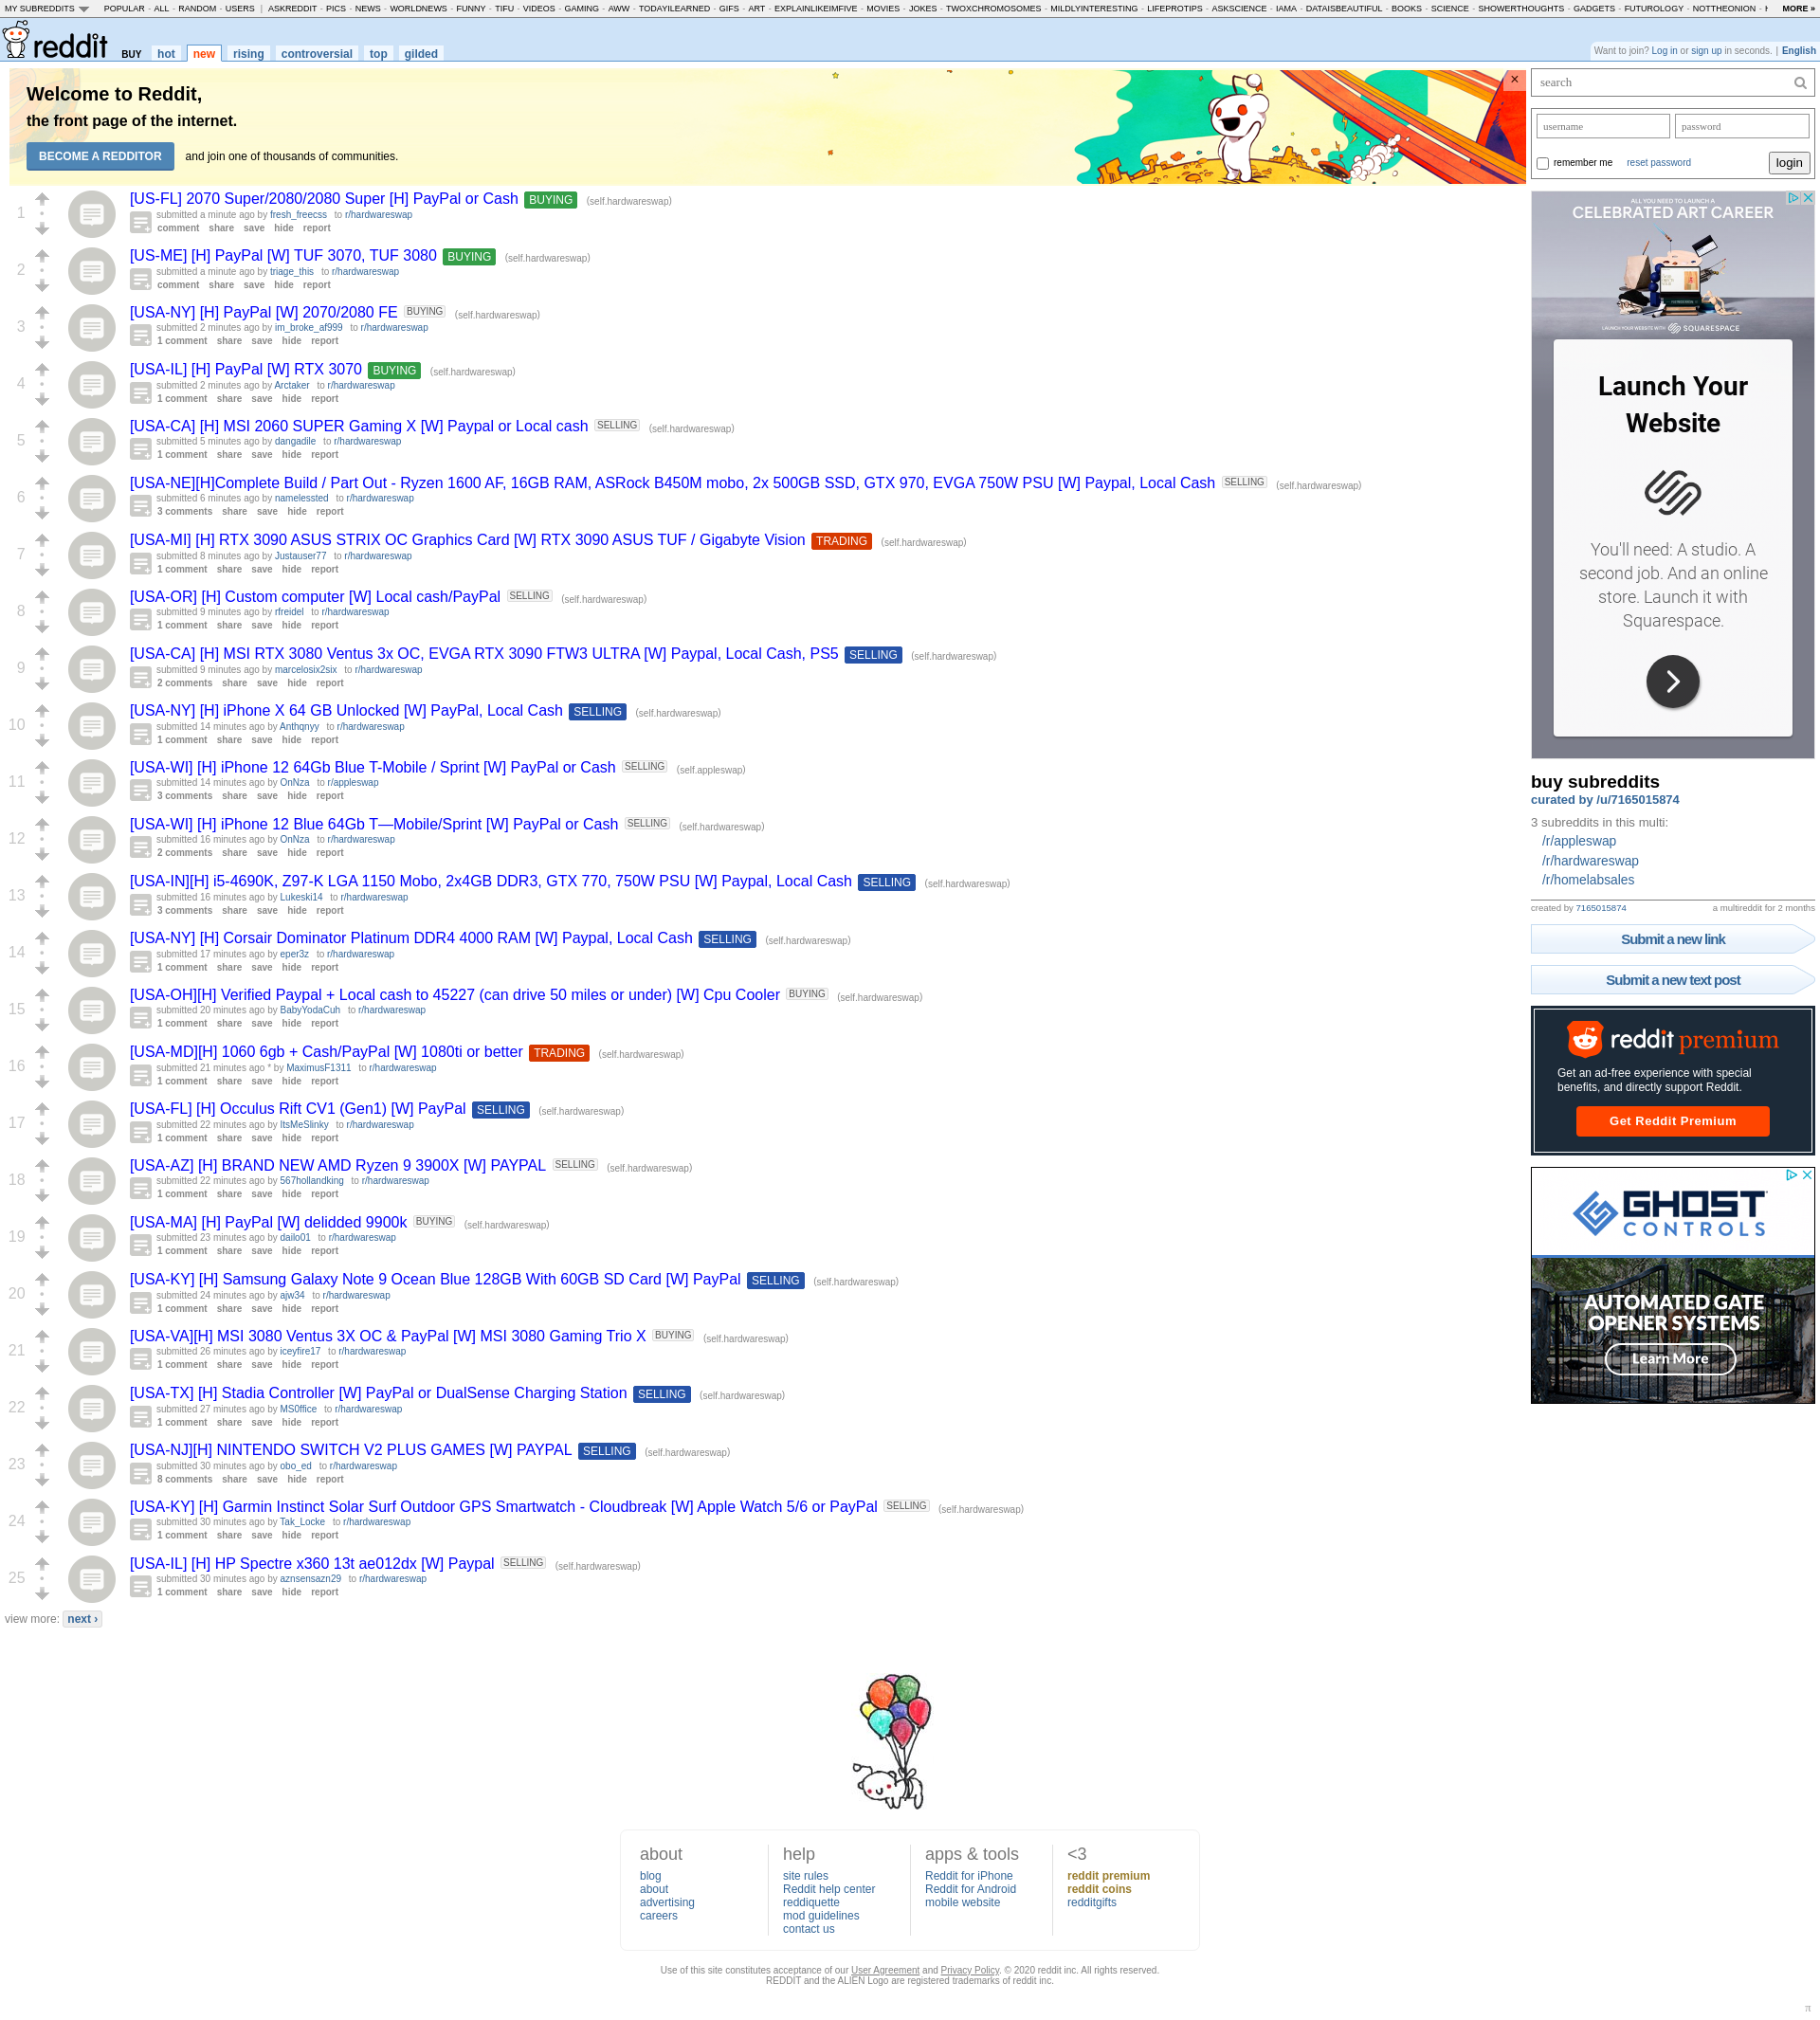 MY SUBREDDITS POPULAR - ALL - RANDOM - USERS | ASKREDDIT - PICS - NEWS - WORLDNEWS - FUNNY - TIFU - VIDEOS - GAMING - AWW - TODAYILEARNED - GIFS - ART - EXPLAINLIKEIMFIVE - MOVIES - JOKES - TWOXCHROMOSOMES - MILDLYINTERESTING - LIFEPROTIPS - ASKSCIENCE - IAMA - DATAISBEAUTIFUL - BOOKS - SCIENCE - SHOWERTHOUGHTS - GADGETS - FUTUROLOGY - NOTTHEONION - MORE »
reddit BUY hot new rising controversial top gilded
Want to join? Log in or sign up in seconds. | English
Welcome to Reddit,
the front page of the internet.
BECOME A REDDITOR and join one of thousands of communities.
×
1
[US-FL] 2070 Super/2080/2080 Super [H] PayPal or Cash BUYING (self.hardwareswap)
submitted a minute ago by fresh_freecss to r/hardwareswap
comment share save hide report
2
[US-ME] [H] PayPal [W] TUF 3070, TUF 3080 BUYING (self.hardwareswap)
submitted a minute ago by triage_this to r/hardwareswap
comment share save hide report
3
[USA-NY] [H] PayPal [W] 2070/2080 FE BUYING (self.hardwareswap)
submitted 2 minutes ago by im_broke_af999 to r/hardwareswap
1 comment share save hide report
4
[USA-IL] [H] PayPal [W] RTX 3070 BUYING (self.hardwareswap)
submitted 2 minutes ago by Arctaker to r/hardwareswap
1 comment share save hide report
5
[USA-CA] [H] MSI 2060 SUPER Gaming X [W] Paypal or Local cash SELLING (self.hardwareswap)
submitted 5 minutes ago by dangadile to r/hardwareswap
1 comment share save hide report
6
[USA-NE][H]Complete Build / Part Out - Ryzen 1600 AF, 16GB RAM, ASRock B450M mobo, 2x 500GB SSD, GTX 970, EVGA 750W PSU [W] Paypal, Local Cash SELLING (self.hardwareswap)
submitted 6 minutes ago by namelessted to r/hardwareswap
3 comments share save hide report
7
[USA-MI] [H] RTX 3090 ASUS STRIX OC Graphics Card [W] RTX 3090 ASUS TUF / Gigabyte Vision TRADING (self.hardwareswap)
submitted 8 minutes ago by Justauser77 to r/hardwareswap
1 comment share save hide report
8
[USA-OR] [H] Custom computer [W] Local cash/PayPal SELLING (self.hardwareswap)
submitted 9 minutes ago by rfreidel to r/hardwareswap
1 comment share save hide report
9
[USA-CA] [H] MSI RTX 3080 Ventus 3x OC, EVGA RTX 3090 FTW3 ULTRA [W] Paypal, Local Cash, PS5 SELLING (self.hardwareswap)
submitted 9 minutes ago by marcelosix2six to r/hardwareswap
2 comments share save hide report
10
[USA-NY] [H] iPhone X 64 GB Unlocked [W] PayPal, Local Cash SELLING (self.hardwareswap)
submitted 14 minutes ago by Anthqnyy to r/hardwareswap
1 comment share save hide report
11
[USA-WI] [H] iPhone 12 64Gb Blue T-Mobile / Sprint [W] PayPal or Cash SELLING (self.appleswap)
submitted 14 minutes ago by OnNza to r/appleswap
3 comments share save hide report
12
[USA-WI] [H] iPhone 12 Blue 64Gb T—Mobile/Sprint [W] PayPal or Cash SELLING (self.hardwareswap)
submitted 16 minutes ago by OnNza to r/hardwareswap
2 comments share save hide report
13
[USA-IN][H] i5-4690K, Z97-K LGA 1150 Mobo, 2x4GB DDR3, GTX 770, 750W PSU [W] Paypal, Local Cash SELLING (self.hardwareswap)
submitted 16 minutes ago by Lukeski14 to r/hardwareswap
3 comments share save hide report
14
[USA-NY] [H] Corsair Dominator Platinum DDR4 4000 RAM [W] Paypal, Local Cash SELLING (self.hardwareswap)
submitted 17 minutes ago by eper3z to r/hardwareswap
1 comment share save hide report
15
[USA-OH][H] Verified Paypal + Local cash to 45227 (can drive 50 miles or under) [W] Cpu Cooler BUYING (self.hardwareswap)
submitted 20 minutes ago by BabyYodaCuh to r/hardwareswap
1 comment share save hide report
16
[USA-MD][H] 1060 6gb + Cash/PayPal [W] 1080ti or better TRADING (self.hardwareswap)
submitted 21 minutes ago * by MaximusF1311 to r/hardwareswap
1 comment share save hide report
17
[USA-FL] [H] Occulus Rift CV1 (Gen1) [W] PayPal SELLING (self.hardwareswap)
submitted 22 minutes ago by ItsMeSlinky to r/hardwareswap
1 comment share save hide report
18
[USA-AZ] [H] BRAND NEW AMD Ryzen 9 3900X [W] PAYPAL SELLING (self.hardwareswap)
submitted 22 minutes ago by 567hollandking to r/hardwareswap
1 comment share save hide report
19
[USA-MA] [H] PayPal [W] delidded 9900k BUYING (self.hardwareswap)
submitted 23 minutes ago by dailo01 to r/hardwareswap
1 comment share save hide report
20
[USA-KY] [H] Samsung Galaxy Note 9 Ocean Blue 128GB With 60GB SD Card [W] PayPal SELLING (self.hardwareswap)
submitted 24 minutes ago by ajw34 to r/hardwareswap
1 comment share save hide report
21
[USA-VA][H] MSI 3080 Ventus 3X OC & PayPal [W] MSI 3080 Gaming Trio X BUYING (self.hardwareswap)
submitted 26 minutes ago by iceyfire17 to r/hardwareswap
1 comment share save hide report
22
[USA-TX] [H] Stadia Controller [W] PayPal or DualSense Charging Station SELLING (self.hardwareswap)
submitted 27 minutes ago by MS0ffice to r/hardwareswap
1 comment share save hide report
23
[USA-NJ][H] NINTENDO SWITCH V2 PLUS GAMES [W] PAYPAL SELLING (self.hardwareswap)
submitted 30 minutes ago by obo_ed to r/hardwareswap
8 comments share save hide report
24
[USA-KY] [H] Garmin Instinct Solar Surf Outdoor GPS Smartwatch - Cloudbreak [W] Apple Watch 5/6 or PayPal SELLING (self.hardwareswap)
submitted 30 minutes ago by Tak_Locke to r/hardwareswap
1 comment share save hide report
25
[USA-IL] [H] HP Spectre x360 13t ae012dx [W] Paypal SELLING (self.hardwareswap)
submitted 30 minutes ago by aznsensazn29 to r/hardwareswap
1 comment share save hide report
view more: next ›
search
username password
remember me reset password login
ALL YOU NEED TO LAUNCH A
CELEBRATED ART CAREER
LAUNCH YOUR WEBSITE WITH SQUARESPACE
Launch Your
Website
You'll need: A studio. A
second job. And an online
store. Launch it with
Squarespace.
buy subreddits
curated by /u/7165015874
3 subreddits in this multi:
/r/appleswap
/r/hardwareswap
/r/homelabsales
created by 7165015874 a multireddit for 2 months
Submit a new link
Submit a new text post
reddit premium
Get an ad-free experience with special
benefits, and directly support Reddit.
Get Reddit Premium
GHOST
CONTROLS
AUTOMATED GATE
OPENER SYSTEMS
Learn More
about
blog
about
advertising
careers
help
site rules
Reddit help center
reddiquette
mod guidelines
contact us
apps & tools
Reddit for iPhone
Reddit for Android
mobile website
<3
reddit premium
reddit coins
redditgifts
Use of this site constitutes acceptance of our User Agreement and Privacy Policy. © 2020 reddit inc. All rights reserved.
REDDIT and the ALIEN Logo are registered trademarks of reddit inc.
π